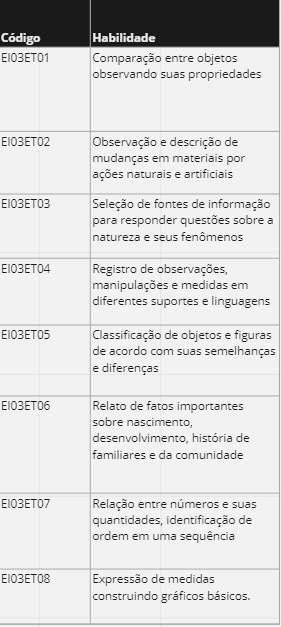 Código Habilidade
EI03ET01 Comparação entre objetos
observando suas propriedades
EI03ET02 Observação e descrição de
mudanças em materiais por
ações naturais e artificiais
EI03ET03 Seleção de fontes de informação
para responder questões sobre a
natureza e seus fenômenos
EI03ET04 Registro de observações,
manipulações e medidas em
diferentes suportes e linguagens
EI03ET05 Classificação de objetos e figuras
de acordo com suas semelhanças
e diferenças
EI03ET06 Relato de fatos importantes
sobre nascimento,
desenvolvimento, história de
familiares e da comunidade
EI03ET07 Relação entre números e suas
quantidades, identificação de
ordem em uma sequência
EI03ET08 Expressão de medidas
construindo gráficos básicos.